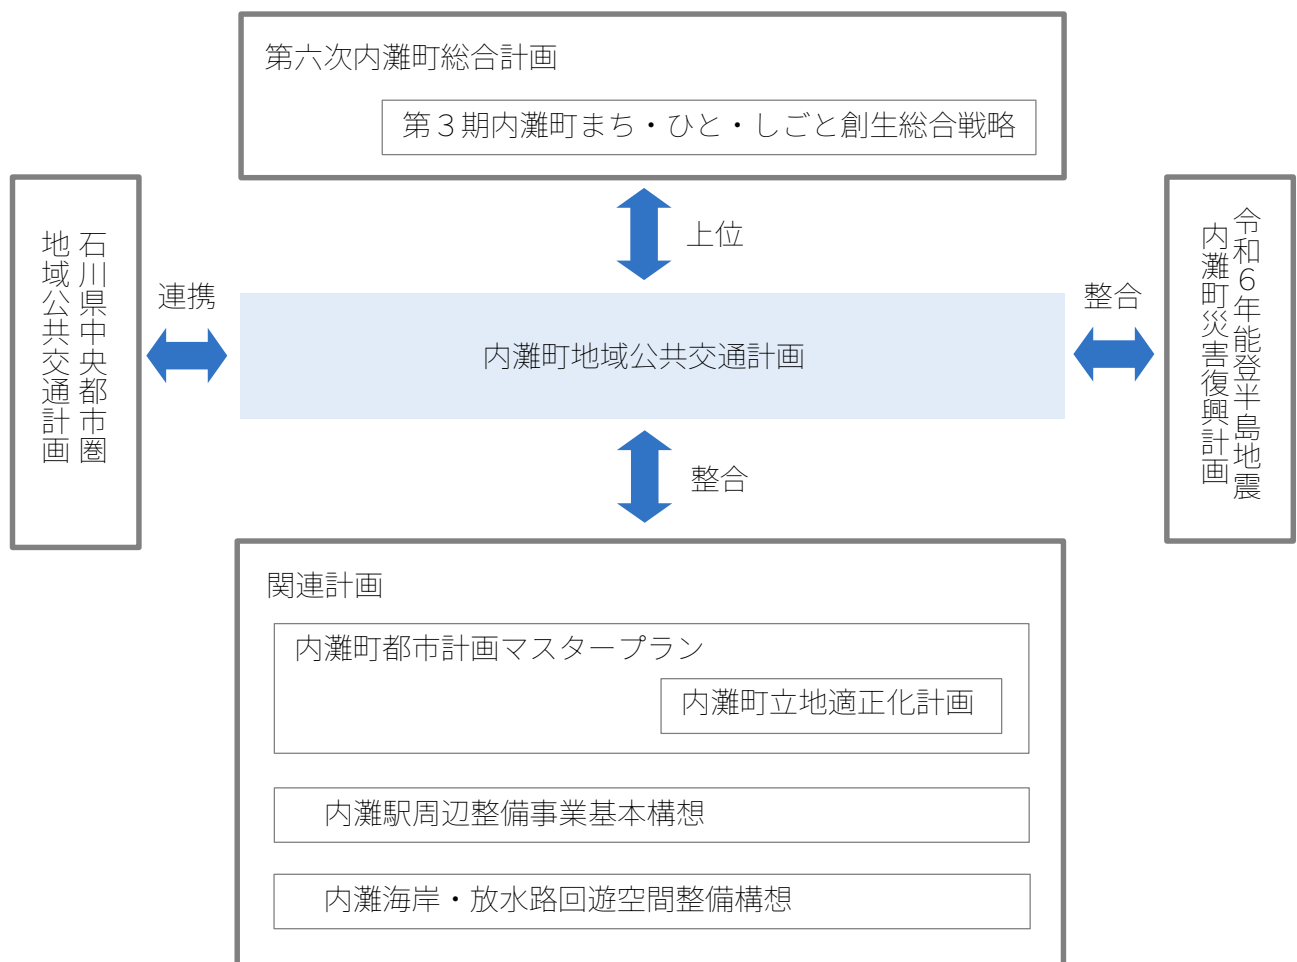 第六次内灘町総合計画
第３期内灘町まち・ひと・しごと創生総合戦略
上位
石川県中央都市圏
地域公共交通計画
連携
内灘町地域公共交通計画
整合
令和６年能登半島地震
内灘町災害復興計画
整合
関連計画
内灘町都市計画マスタープラン
内灘町立地適正化計画
内灘駅周辺整備事業基本構想
内灘海岸・放水路回遊空間整備構想